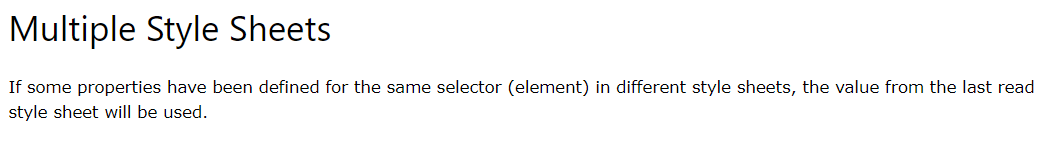 Multiple Style Sheets
If some properties have been defined for the same selector (element) in different style sheets, the value from the last read
style sheet will be used.